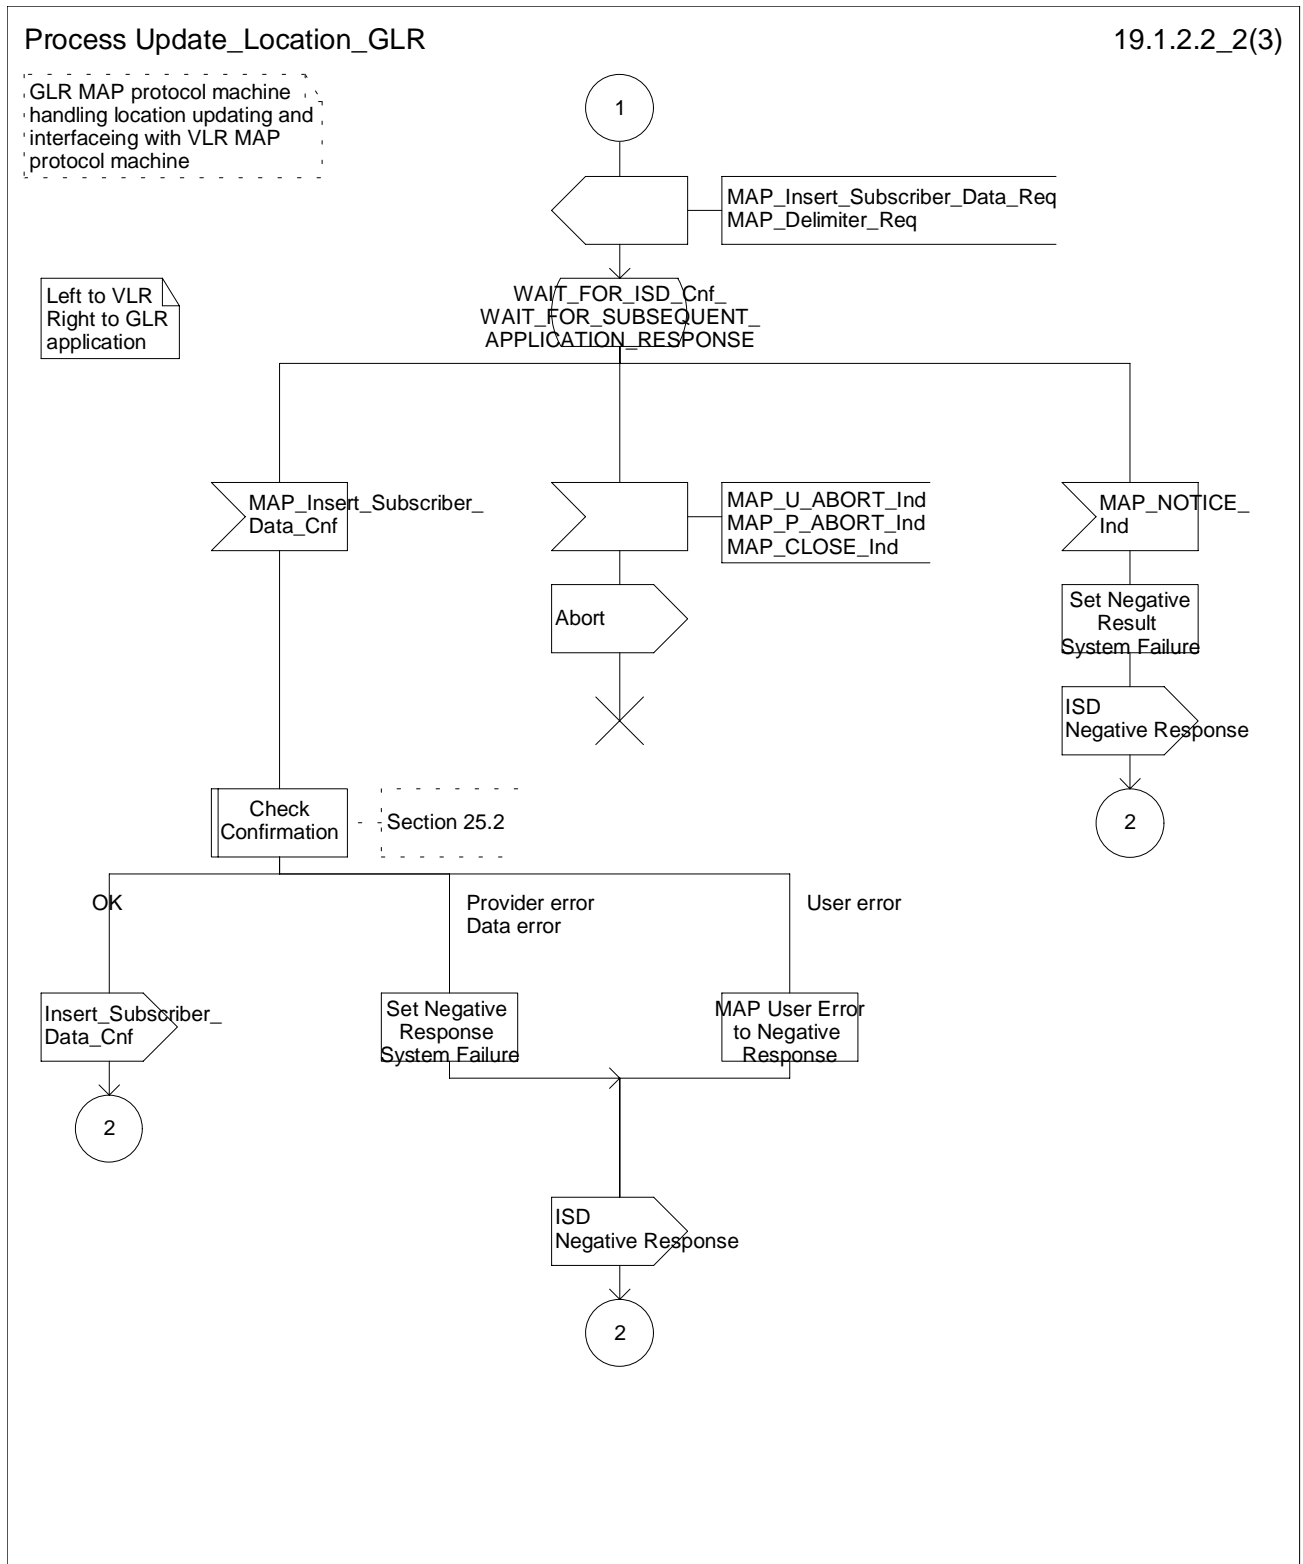 Process Update_Location_GLR
19.1.2.2_2(3)
GLR MAP protocol machine
handling location updating and
interfaceing with VLR MAP
protocol machine
1
MAP_Insert_Subscriber_Data_Req
MAP_Delimiter_Req
Left to VLR
Right to GLR
application
WAIT_FOR_ISD_Cnf_
WAIT_FOR_SUBSEQUENT_
APPLICATION_RESPONSE
MAP_Insert_Subscriber_
Data_Cnf
MAP_U_ABORT_Ind
MAP_P_ABORT_Ind
MAP_CLOSE_Ind
MAP_NOTICE_
Ind
Abort
Set Negative
Result
System Failure
ISD
Negative Response
2
Check
Confirmation
Section 25.2
OK
Provider error
Data error
User error
Insert_Subscriber_
Data_Cnf
Set Negative
Response
System Failure
MAP User Error
to Negative
Response
2
ISD
Negative Response
2